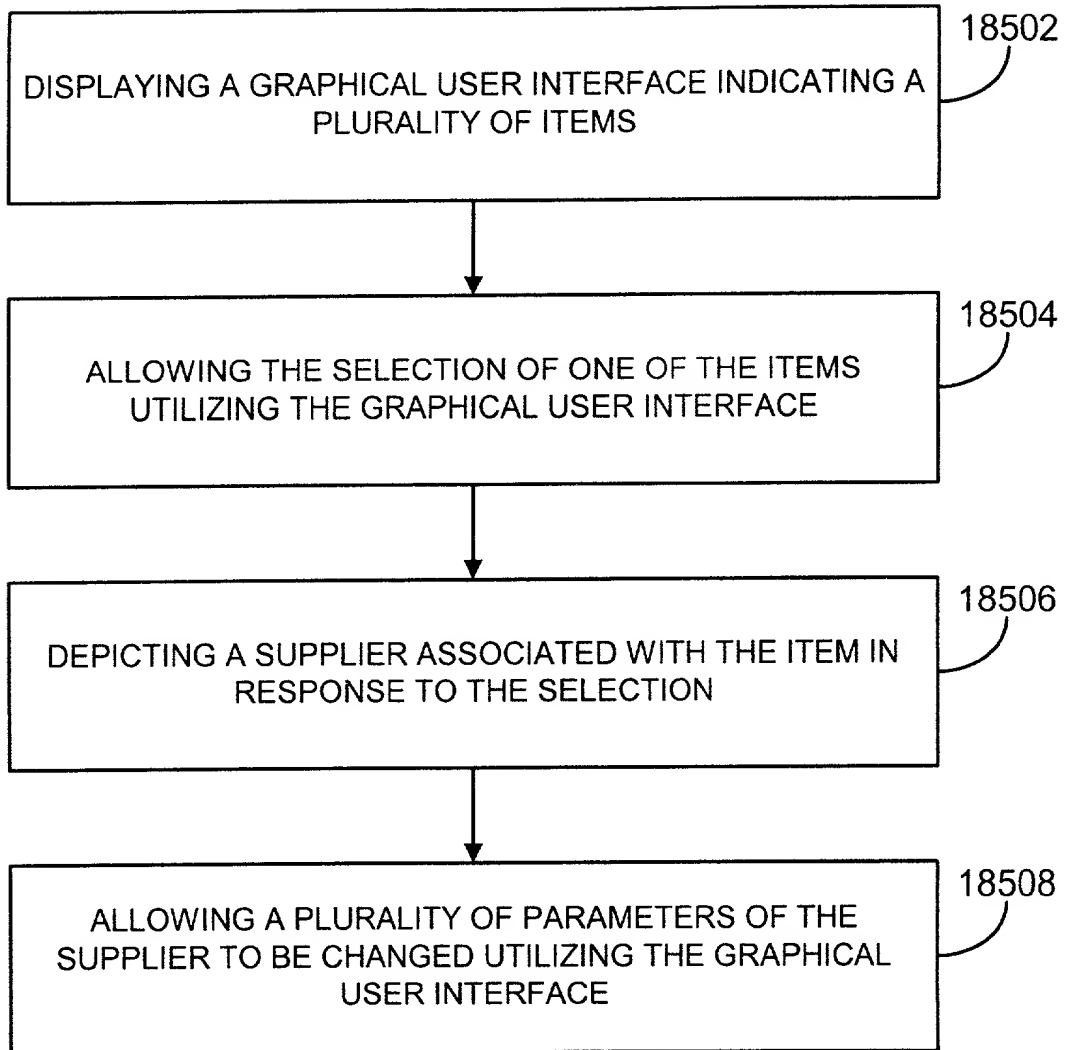 18502
DISPLAYING A GRAPHICAL USER INTERFACE INDICATING A
PLURALITY OF ITEMS
18504
ALLOWING THE SELECTION OF ONE OF THE ITEMS
UTILIZING THE GRAPHICAL USER INTERFACE
18506
DEPICTING A SUPPLIER ASSOCIATED WITH THE ITEM IN
RESPONSE TO THE SELECTION
18508
ALLOWING A PLURALITY OF PARAMETERS OF THE
SUPPLIER TO BE CHANGED UTILIZING THE GRAPHICAL
USER INTERFACE